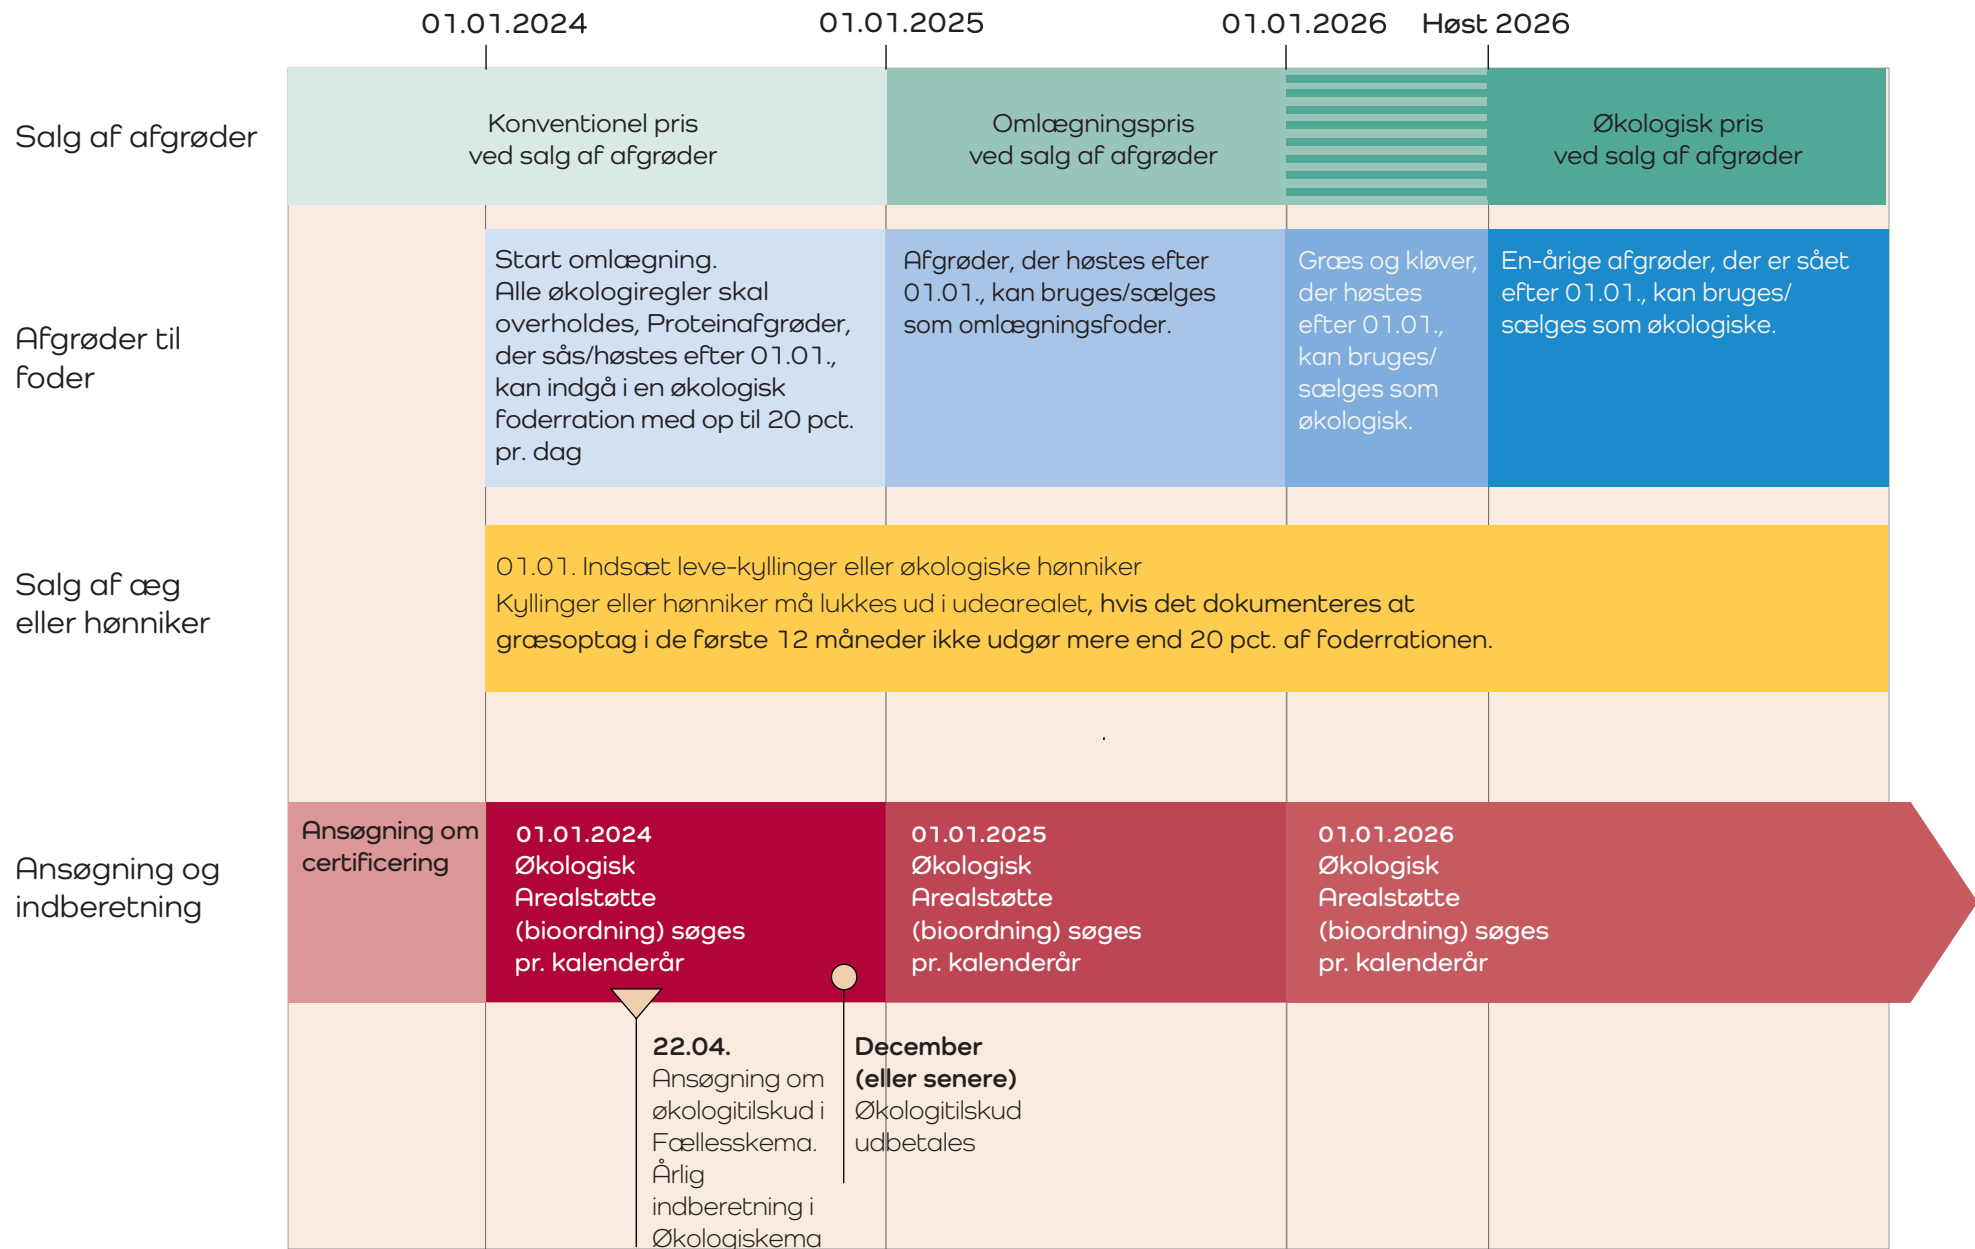 01.01.2024
01.01.2025
01.01.2026
Høst 2026
Salg af afgrøder
Konventionel pris
ved salg af afgrøder
Omlægningspris
ved salg af afgrøder
Økologisk pris
ved salg af afgrøder
Afgrøder til
foder
Start omlægning.
Alle økologiregler skal
overholdes, Proteinafgrøder,
der sås/høstes efter 01.01.,
kan indgå i en økologisk
foderration med op til 20 pct.
pr. dag
Afgrøder, der høstes efter
01.01., kan bruges/sælges
som omlægningsfoder.
Græs og kløver,
der høstes
efter 01.01.,
kan bruges/
sælges som
økologisk.
En-årige afgrøder, der er sået
efter 01.01., kan bruges/
sælges som økologiske.
Salg af æg
eller hønniker
01.01. Indsæt leve-kyllinger eller økologiske hønniker
Kyllinger eller hønniker må lukkes ud i udearealet, hvis det dokumenteres at
græsoptag i de første 12 måneder ikke udgør mere end 20 pct. af foderrationen.
Ansøgning og
indberetning
Ansøgning om
certificering
01.01.2024
Økologisk
Arealstøtte
(bioordning) søges
pr. kalenderår
01.01.2025
Økologisk
Arealstøtte
(bioordning) søges
pr. kalenderår
01.01.2026
Økologisk
Arealstøtte
(bioordning) søges
pr. kalenderår
22.04.
Ansøgning om
økologitilskud i
Fællesskema.
Årlig
indberetning i
Økologiskema
December
(eller senere)
Økologitilskud
udbetales